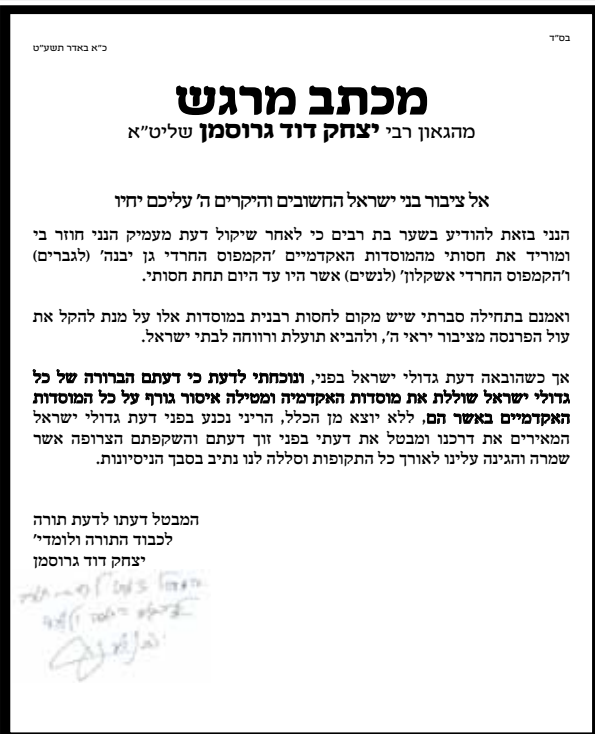 בס"ד
כ"א באדר תשע"ט
מכתב מרגש
מהגאון רבי יצחק דוד גרוסמן שליט"א
אל ציבור בני ישראל החשובים והיקרים ה' עליכם יחיו
הנני בזאת להודיע בשער בת רבים כי לאחר שיקול דעת מעמיק הנני חוזר בי
ומוריד את חסותי מהמוסדות האקדמיים 'הקמפוס החרדי גן יבנה' (לגברים)
ו'הקמפוס החרדי אשקלון' (לנשים) אשר היו עד היום תחת חסותי.
ואמנם בתחילה סברתי שיש מקום לחסות רבנית במוסדות אלו על מנת להקל את
עול הפרנסה מציבור יראי ה', ולהביא תועלת ורווחה לבתי ישראל.
אך כשהובאה דעת גדולי ישראל בפני, ונוכחתי לדעת כי דעתם הברורה של כל
גדולי ישראל שוללת את מוסדות האקדמיה ומטילה איסור גורף על כל המוסדות
האקדמיים באשר הם, ללא יוצא מן הכלל, הריני נכנע בפני דעת גדולי ישראל
המאירים את דרכנו ומבטל את דעתי בפני זוך דעתם והשקפתם הצרופה אשר
שמרה והגינה עלינו לאורך כל התקופות וסללה לנו נתיב בסבך הניסיונות.
המבטל דעתו לדעת תורה
לכבוד התורה ולומדי'
יצחק דוד גרוסמן